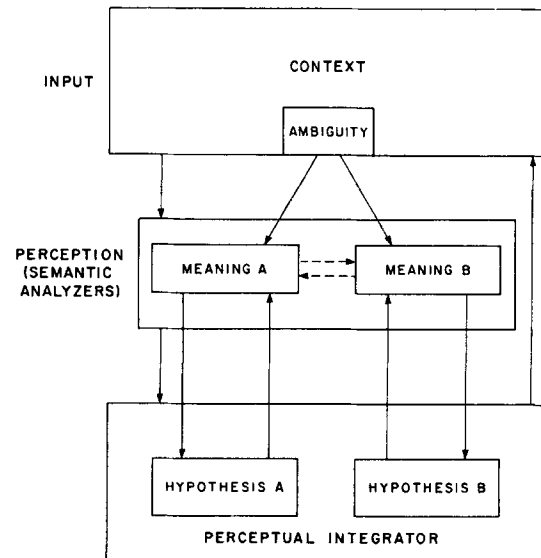 CONTEXT
INPUT
AMBIGUITY
PERCEPTION
(SEMANTIC
ANALYZERS)
MEANING A
MEANING B
HYPOTHESIS A
HYPOTHESIS B
PERCEPTUAL INTEGRATOR